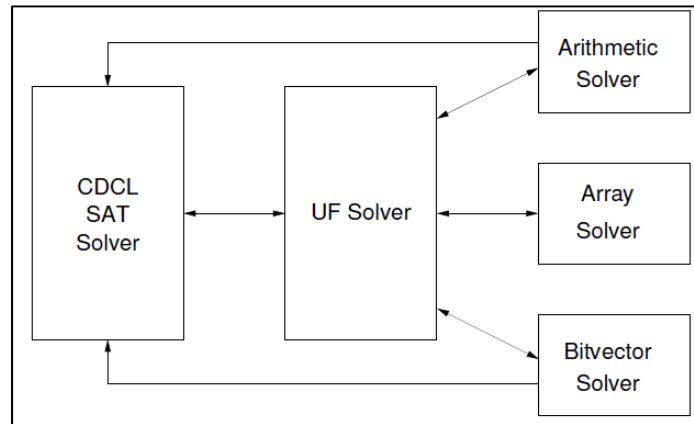 CDCL
SAT
Solver
UF Solver
Arithmetic
Solver
Array
Solver
Bitvector
Solver